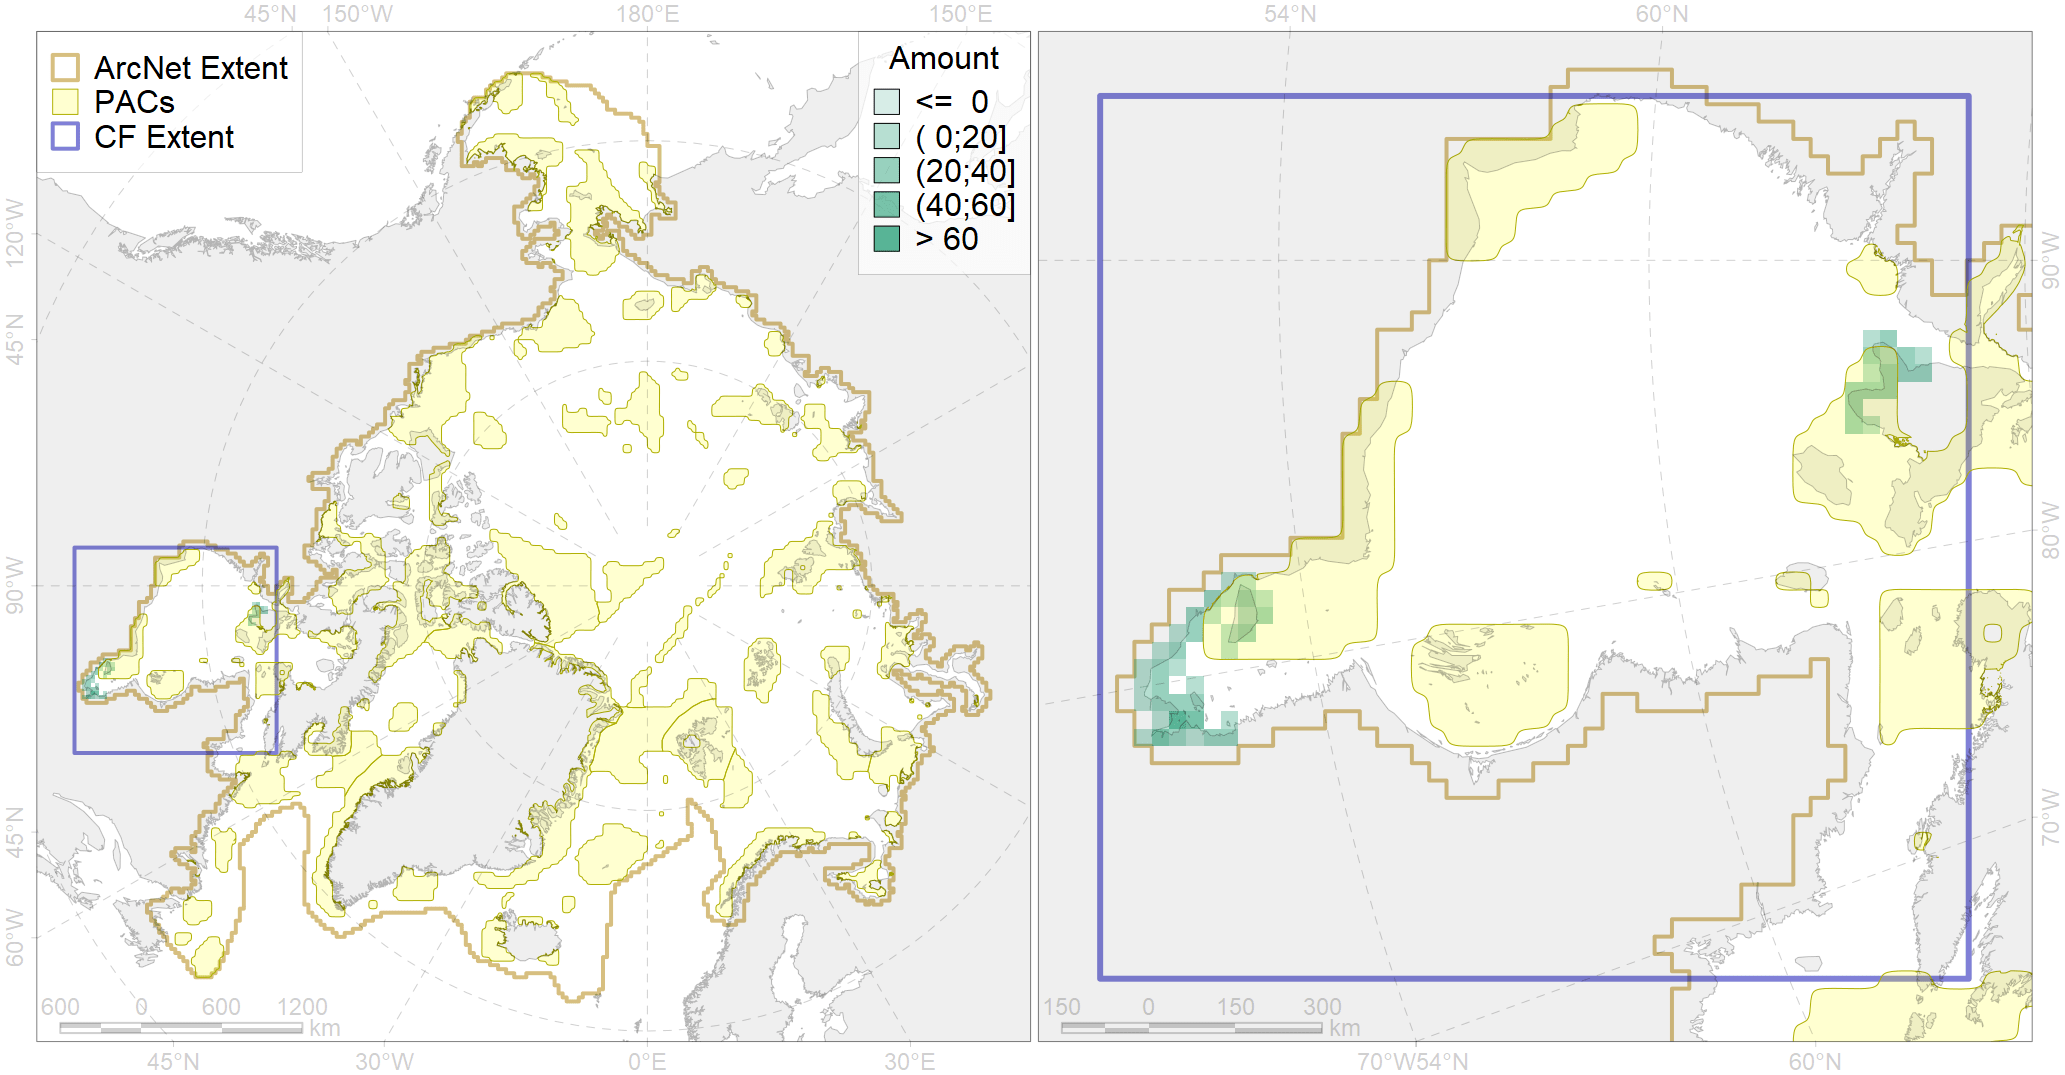 45°N 150°W 180°E 150°E 54°N 60°N
ArcNet Extent
PACs
CF Extent
Amount
<= 0
( 0;20]
(20;40]
(40;60]
> 60
120°W
45°N
90°W
45°N
60°W
90°W
80°W
70°W
600 0 600 1200
km
150 0 150 300
km
45°N 30°W 0°E 30°E 70°W54°N 60°N